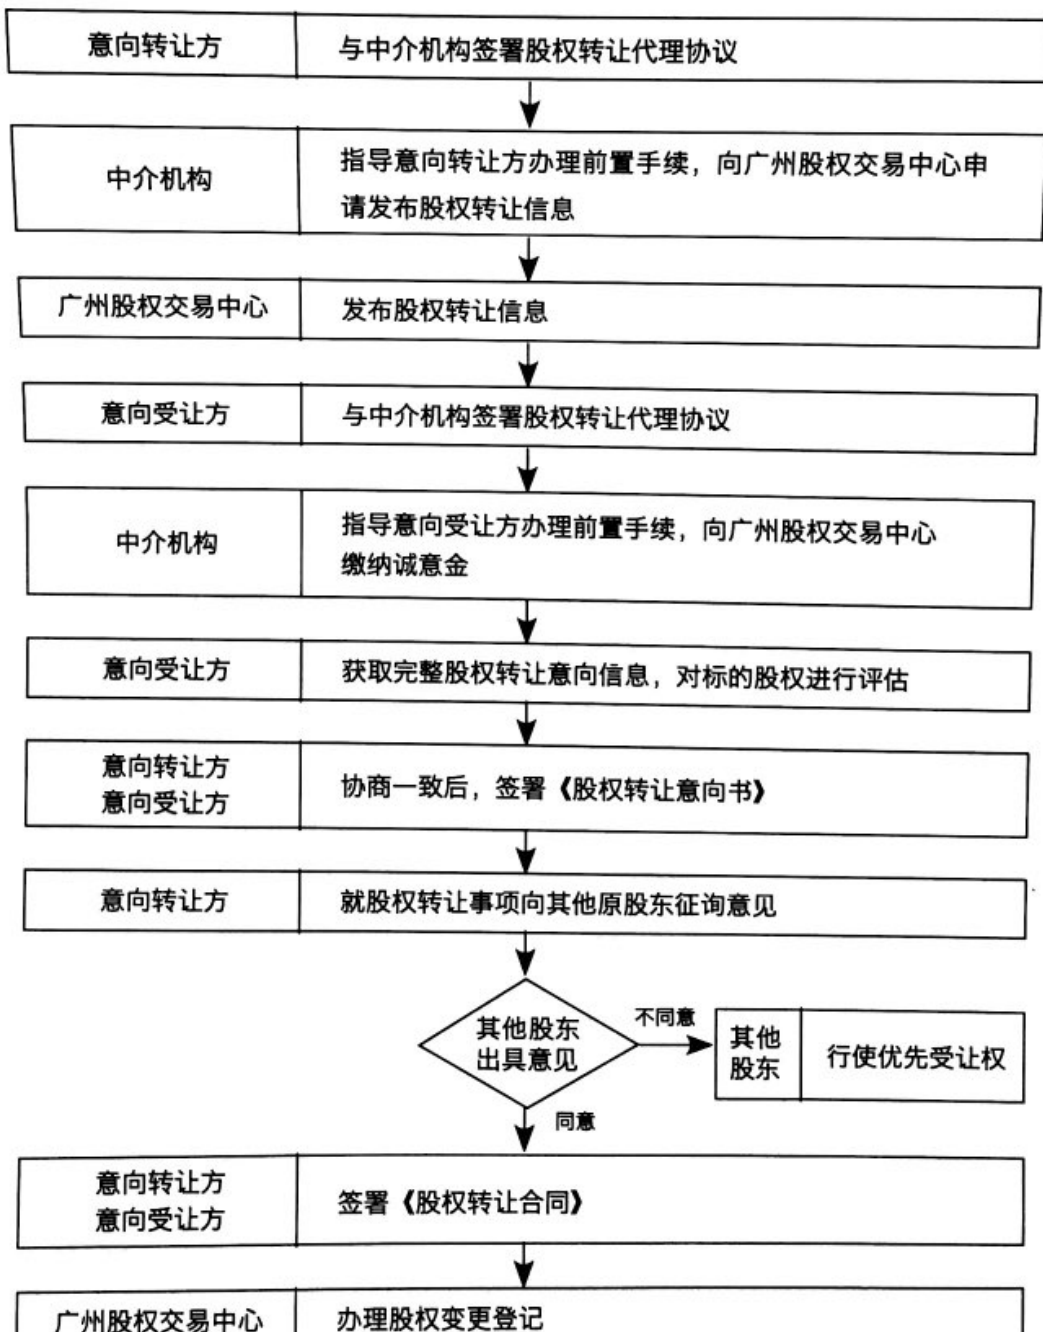 意向转让方
与中介机构签署股权转让代理协议
中介机构
指导意向转让方办理前置手续，向广州股权交易中心申
请发布股权转让信息
广州股权交易中心
发布股权转让信息
意向受让方
与中介机构签署股权转让代理协议
中介机构
指导意向受让方办理前置手续，向广州股权交易中心
缴纳诚意金
意向受让方
获取完整股权转让意向信息，对标的股权进行评估
意向转让方
意向受让方
协商一致后，签署《股权转让意向书》
意向转让方
就股权转让事项向其他原股东征询意见
其他股东
出具意见
不同意
其他
股东
行使优先受让权
同意
意向转让方
意向受让方
签署《股权转让合同》
广州股权交易中心
办理股权变更登记